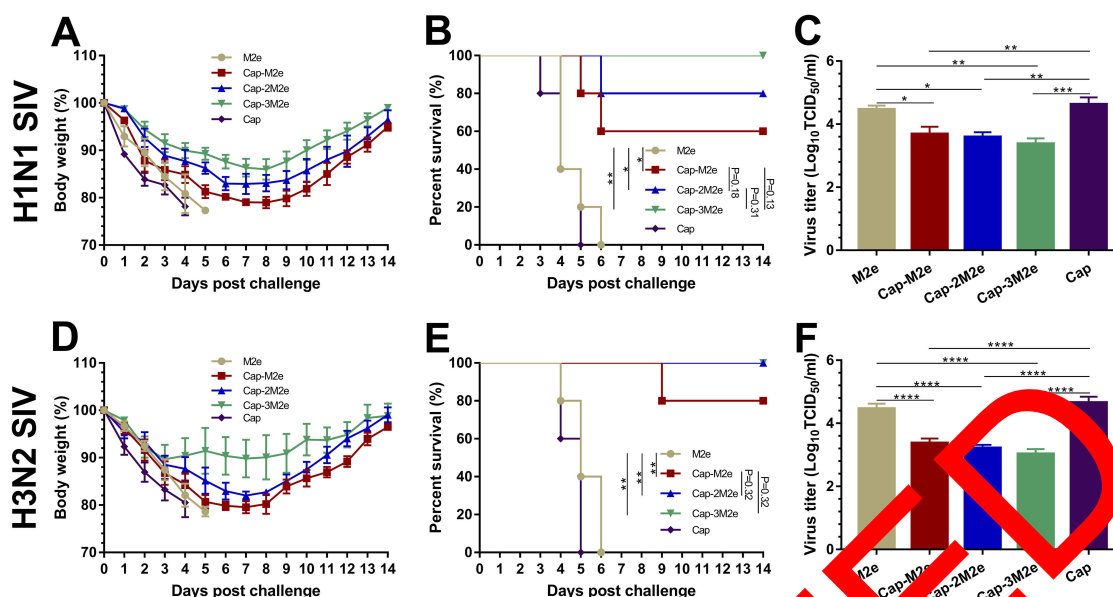 H1N1 SIV
A
Body weight (%)
110
100
90
80
70
0 1 2 3 4 5 6 7 8 9 10 11 12 13 14
Days post challenge
M2e
Cap-M2e
Cap-2M2e
Cap-3M2e
Cap
B
Percent survival (%)
100
80
60
40
20
0
0 1 2 3 4 5 6 7 8 9 10 11 12 13 14
Days post challenge
M2e
Cap-M2e
Cap-2M2e
Cap-3M2e
Cap
**
*
*
P=0.18
P=0.31
P=0.13
C
Virus titer (Log10TCID50/ml)
6
4
2
0
**
**
**
*
***
*
M2e
Cap-M2e
Cap-2M2e
Cap-3M2e
Cap
H3N2 SIV
D
Body weight (%)
110
100
90
80
70
0 1 2 3 4 5 6 7 8 9 10 11 12 13 14
Days post challenge
M2e
Cap-M2e
Cap-2M2e
Cap-3M2e
Cap
E
Percent survival (%)
100
80
60
40
20
0
0 1 2 3 4 5 6 7 8 9 10 11 12 13 14
Days post challenge
M2e
Cap-M2e
Cap-2M2e
Cap-3M2e
Cap
**
**
**
P=0.32
P=0.32
F
Virus titer (Log10TCID50/ml)
6
4
2
0
****
****
****
****
****
****
M2e
Cap-M2e
Cap-2M2e
Cap-3M2e
Cap